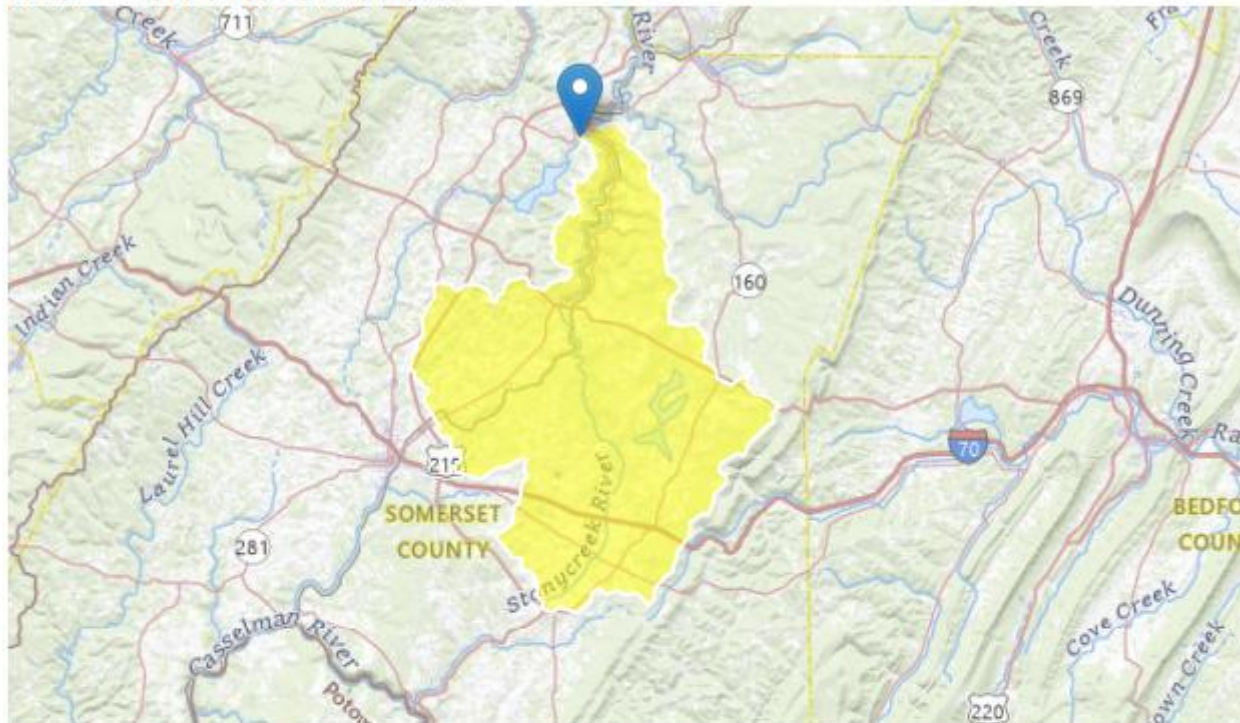 Creek
711
River
Creek
869
Indian Creek
160
Dunning Creek
Laurel Hill Creek
219
70
SOMERSET
COUNTY
Stonycreek River
281
BEDFO
COUN
Casselman River
Cove Creek
220